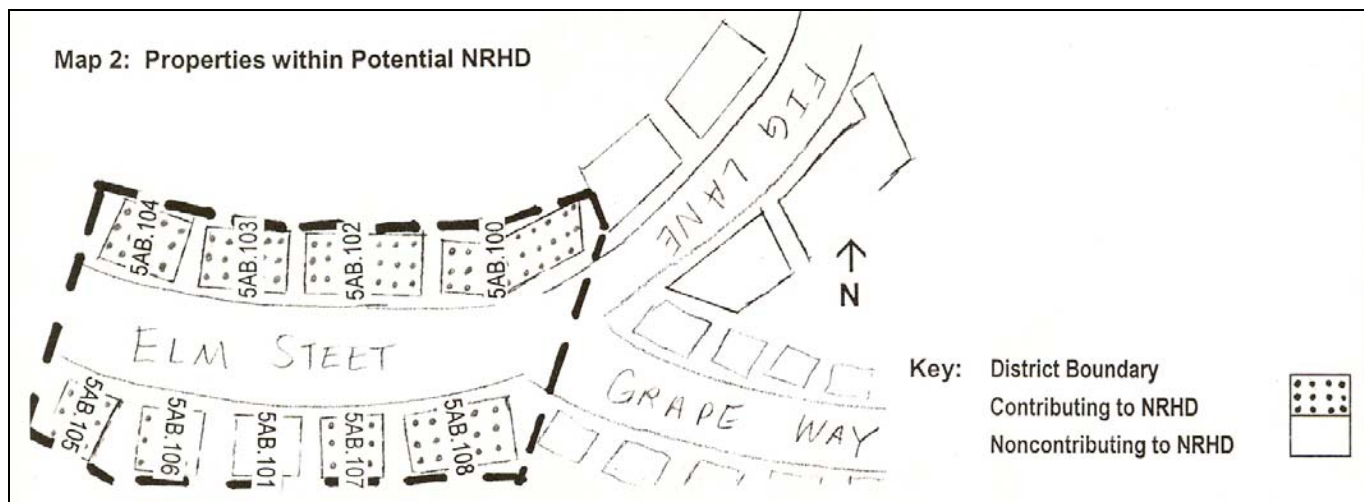 Map 2: Properties within Potential NRHD
FIG LANE
5AB.104
5AB.103
5AB.102
5AB.100
N
ELM STEET
5AB.105
5AB.106
5AB.101
5AB.107
5AB.108
GRAPE WAY
Key: District Boundary
Contributing to NRHD
Noncontributing to NRHD